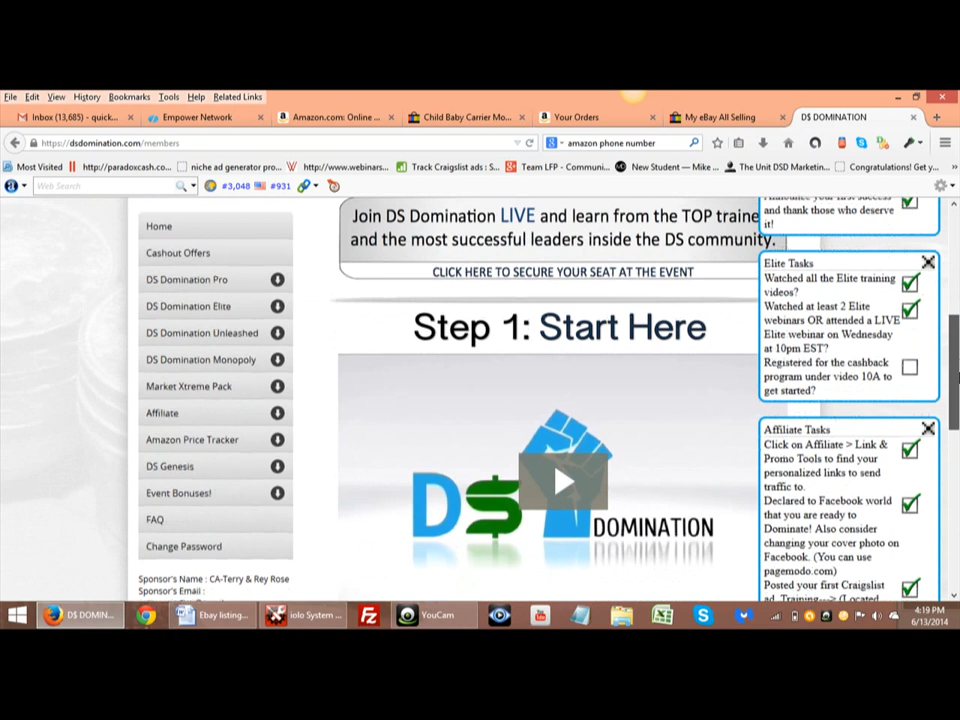 File Edit View History Bookmarks Tools Help Related Links
Inbox (13,685) - quick... Empower Network Amazon.com: Online ... Child Baby Carrier Mo... Your Orders My eBay All Selling DS DOMINATION
https://dsdomination.com/members amazon phone number
Most Visited http://paradoxcash.co... niche ad generator pro... http://www.webinars... Track Craigslist ads : S... Team LFP - Communi... New Student — Mike ... The Unit DSD Marketin... Congratulations! Get y...
Web Search #3,048 #931
Home
Cashout Offers
DS Domination Pro
DS Domination Elite
DS Domination Unleashed
DS Domination Monopoly
Market Xtreme Pack
Affiliate
Amazon Price Tracker
DS Genesis
Event Bonuses!
FAQ
Change Password
Sponsor's Name : CA-Terry & Rey Rose
Sponsor's Email :
Join DS Domination LIVE and learn from the TOP traine
and the most successful leaders inside the DS community.
CLICK HERE TO SECURE YOUR SEAT AT THE EVENT
Step 1: Start Here
D$ DOMINATION
Announce your first success
and thank those who deserve
it!
Elite Tasks
Watched all the Elite training
videos?
Watched at least 2 Elite
webinars OR attended a LIVE
Elite webinar on Wednesday
at 10pm EST?
Registered for the cashback
program under video 10A to
get started?
Affiliate Tasks
Click on Affiliate > Link &
Promo Tools to find your
personalized links to send
traffic to.
Declared to Facebook world
that you are ready to
Dominate! Also consider
changing your cover photo on
Facebook. (You can use
pagemodo.com)
Posted your first Craigslist
ad. Training---> (Located
D$ DOMIN... Ebay listing... iolo System ... YouCam
4:19 PM
6/13/2014